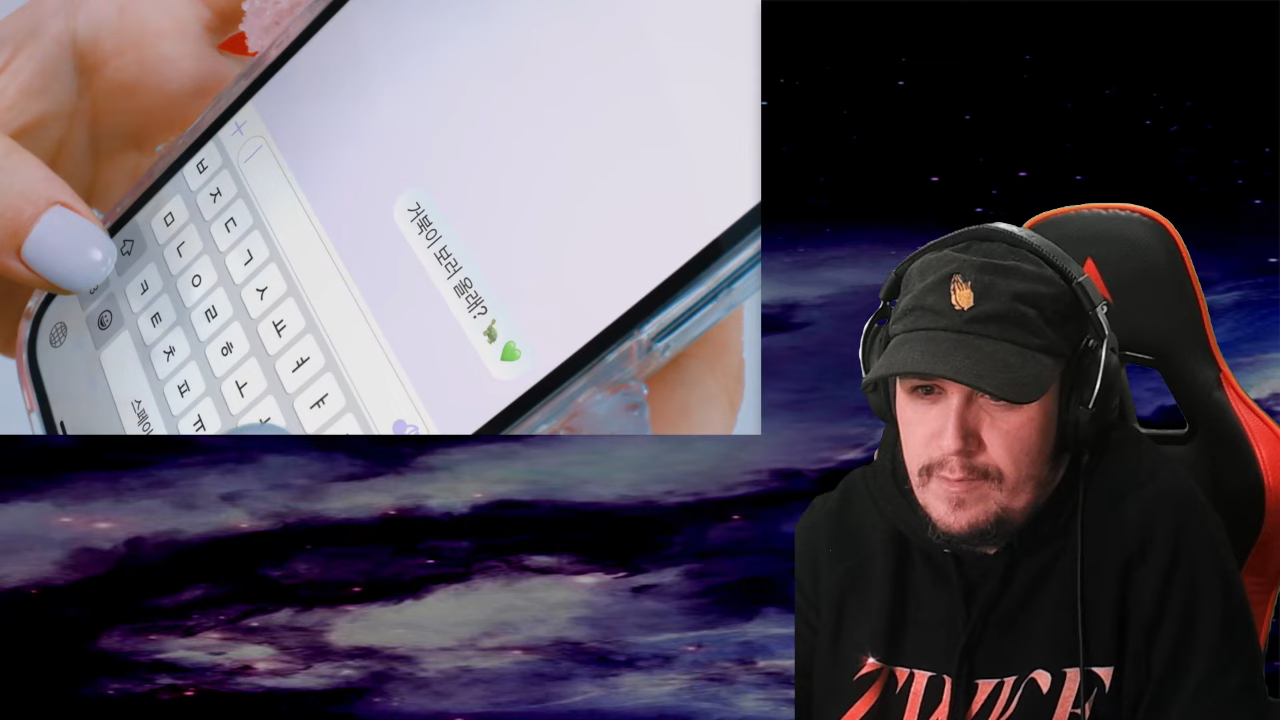 거북이 보러 올래?🐢💚
ㅂ ㅈ ㄷ ㄱ ㅅ ㅛ ㅕ ㅑ
ㅁ ㄴ ㅇ ㄹ ㅎ ㅗ
ㅋ ㅌ ㅊ ㅍ ㅠ
스페이
TWICE